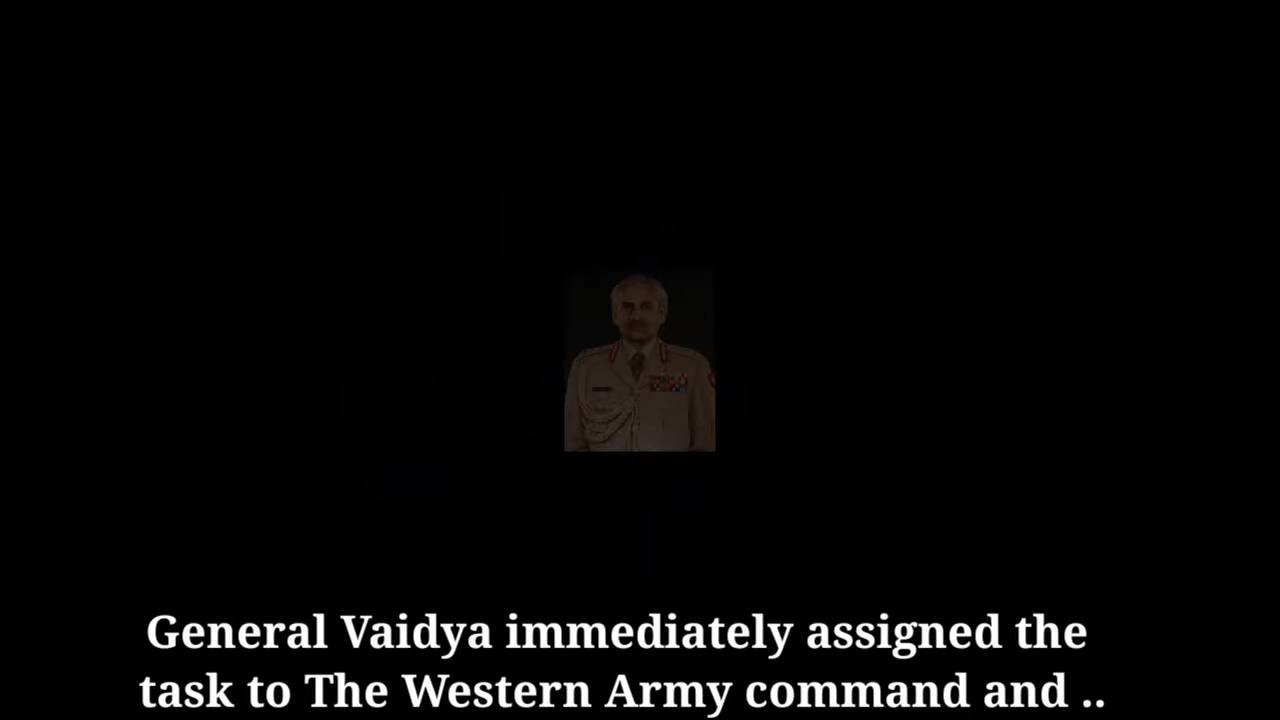 General Vaidya immediately assigned the
task to The Western Army command and ..